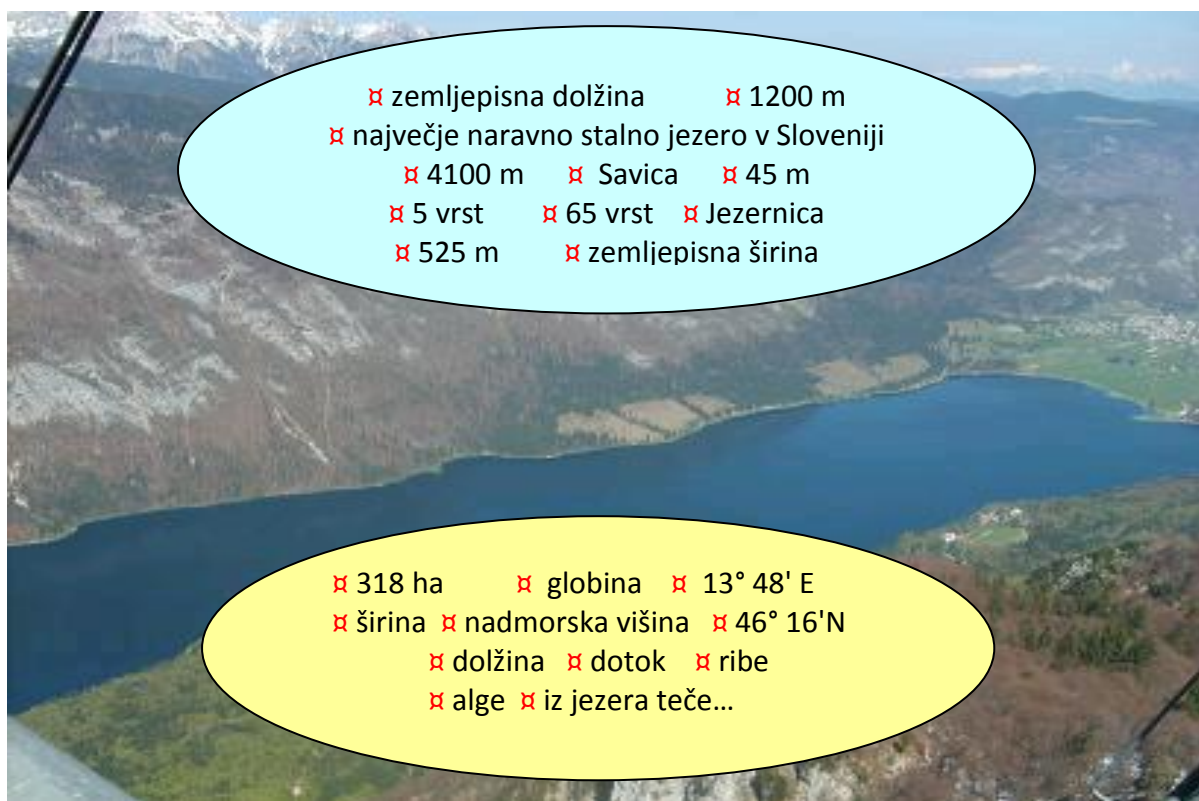 ¤ zemljepisna dolžina ¤ 1200 m
¤ največje naravno stalno jezero v Sloveniji
¤ 4100 m ¤ Savica ¤ 45 m
¤ 5 vrst ¤ 65 vrst ¤ Jezernica
¤ 525 m ¤ zemljepisna širina
¤ 318 ha ¤ globina ¤ 13° 48' E
¤ širina ¤ nadmorska višina ¤ 46° 16'N
¤ dolžina ¤ dotok ¤ ribe
¤ alge ¤ iz jezera teče…